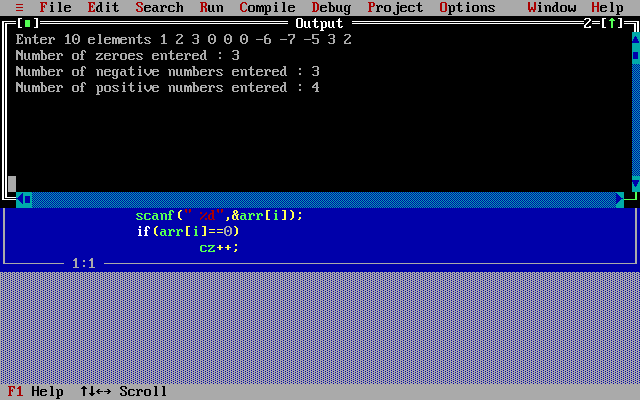 ≡ File Edit Search Run Compile Debug Project Options Window Help
[■] Output 2=[↑]
Enter 10 elements 1 2 3 0 0 0 -6 -7 -5 3 2
Number of zeroes entered : 3
Number of negative numbers entered : 3
Number of positive numbers entered : 4
scanf(" %d",&arr[i]);
if(arr[i]==0)
cz++;
1:1
F1 Help ↑↓←→ Scroll